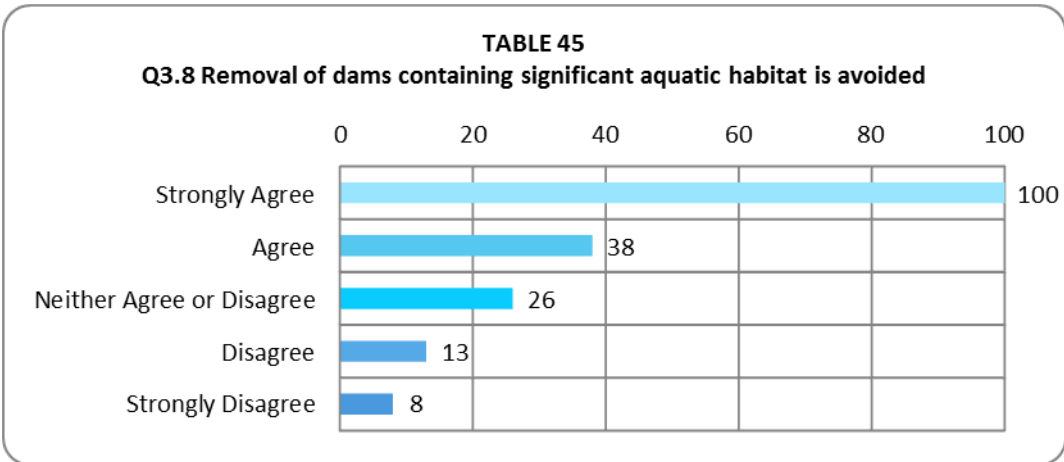 TABLE 45
Q3.8 Removal of dams containing significant aquatic habitat is avoided
0 20 40 60 80 100
Strongly Agree 100
Agree 38
Neither Agree or Disagree 26
Disagree 13
Strongly Disagree 8